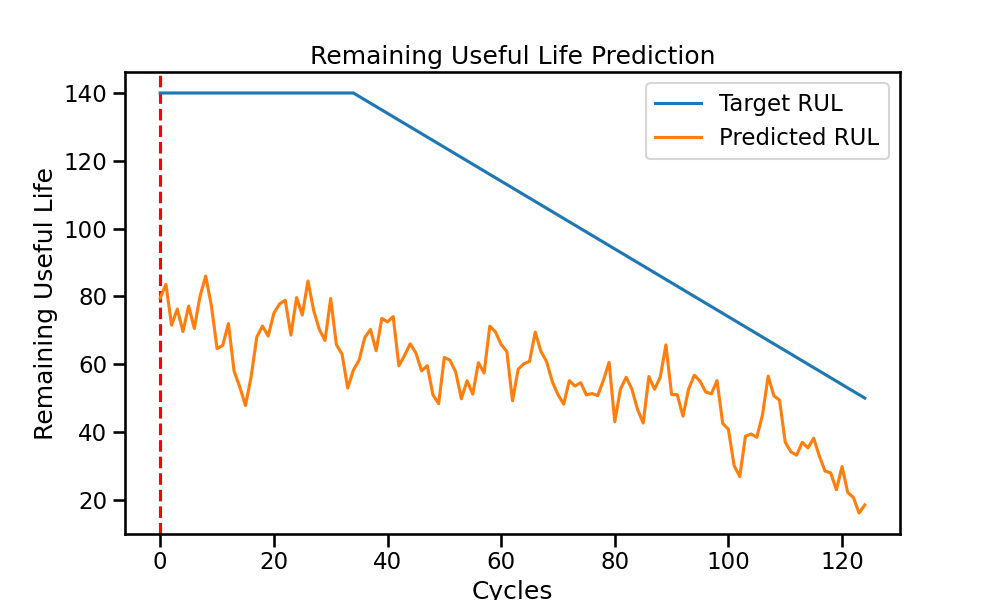 Remaining Useful Life Prediction
Remaining Useful Life
140
120
100
80
60
40
20
Target RUL
Predicted RUL
0 20 40 60 80 100 120
Cycles